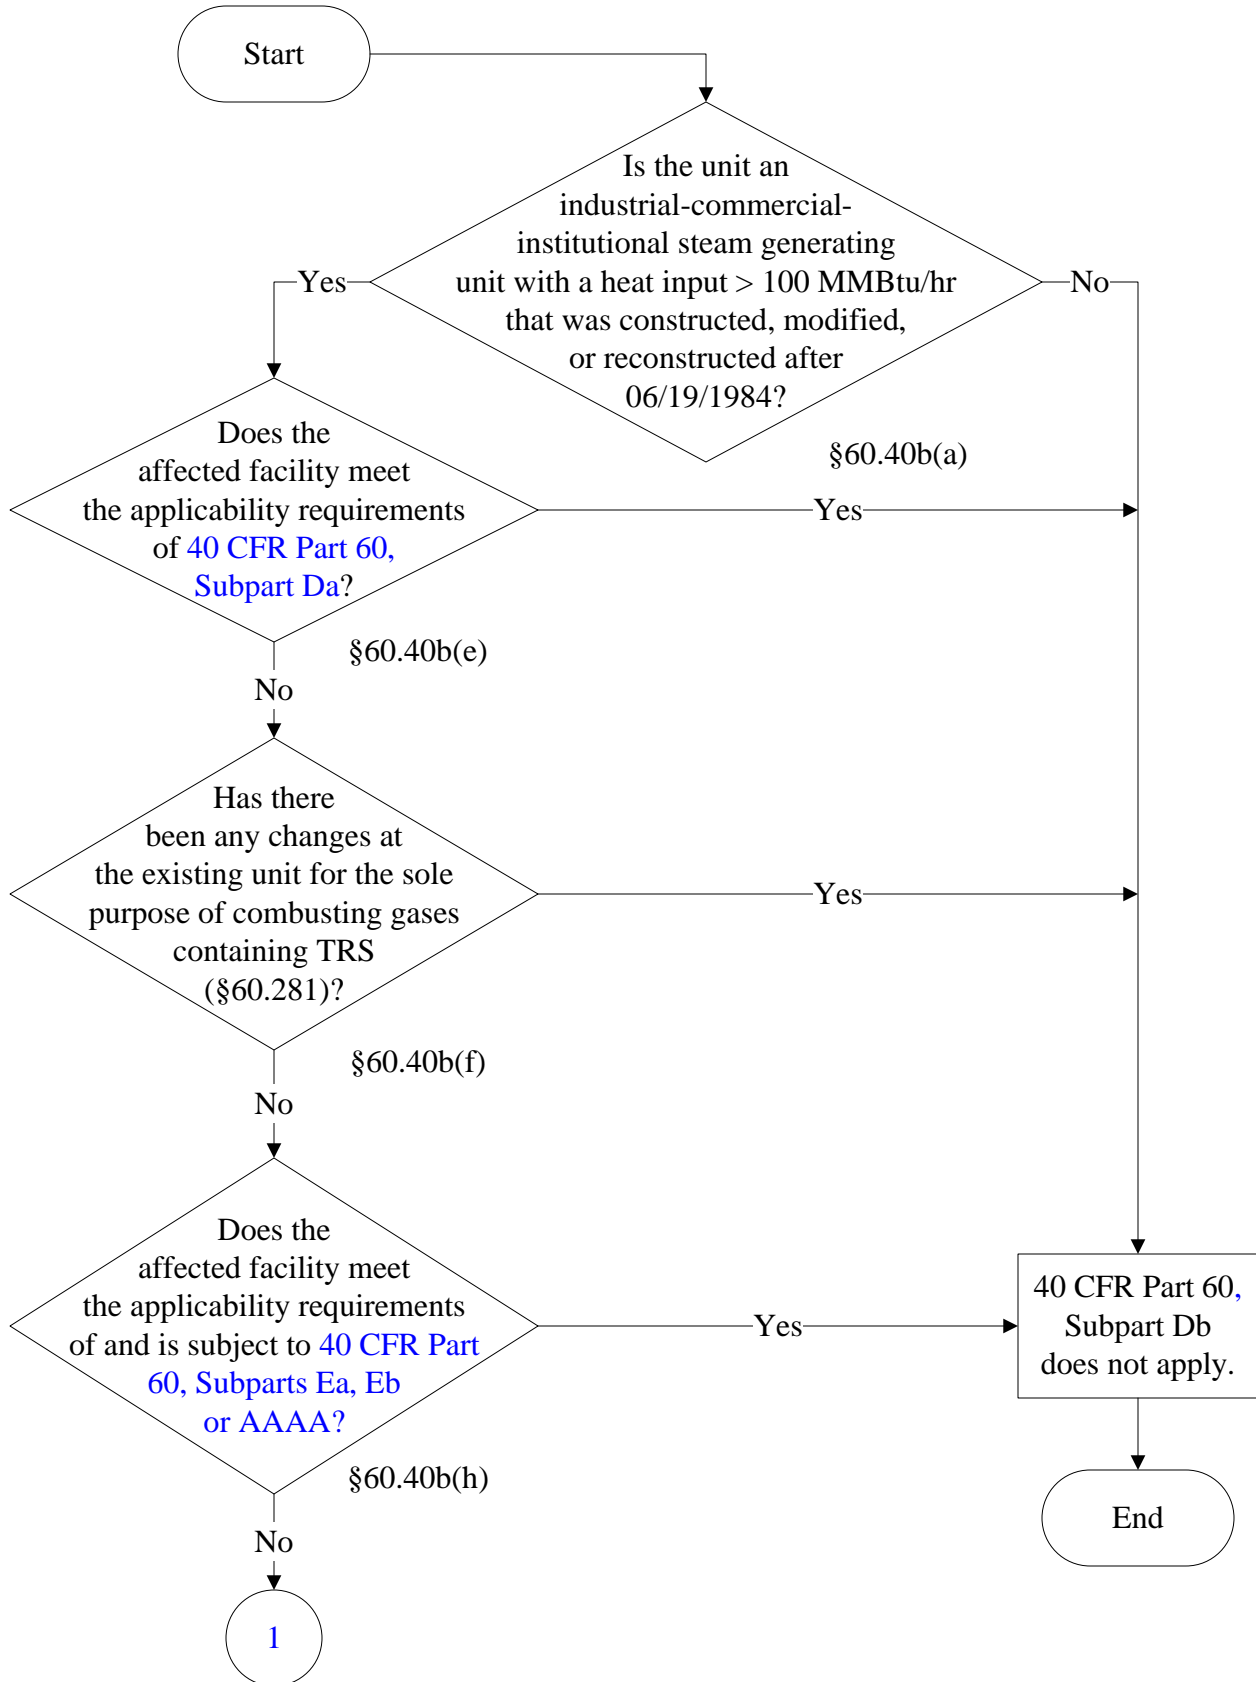 Start
Is the unit an
industrial-commercial-
institutional steam generating
unit with a heat input > 100 MMBtu/hr
that was constructed, modified,
or reconstructed after
06/19/1984?
Yes
No
§60.40b(a)
Does the
affected facility meet
the applicability requirements
of 40 CFR Part 60,
Subpart Da?
Yes
§60.40b(e)
No
Has there
been any changes at
the existing unit for the sole
purpose of combusting gases
containing TRS
(§60.281)?
Yes
§60.40b(f)
No
Does the
affected facility meet
the applicability requirements
of and is subject to 40 CFR Part
60, Subparts Ea, Eb
or AAAA?
Yes
40 CFR Part 60,
Subpart Db
does not apply.
§60.40b(h)
End
No
1